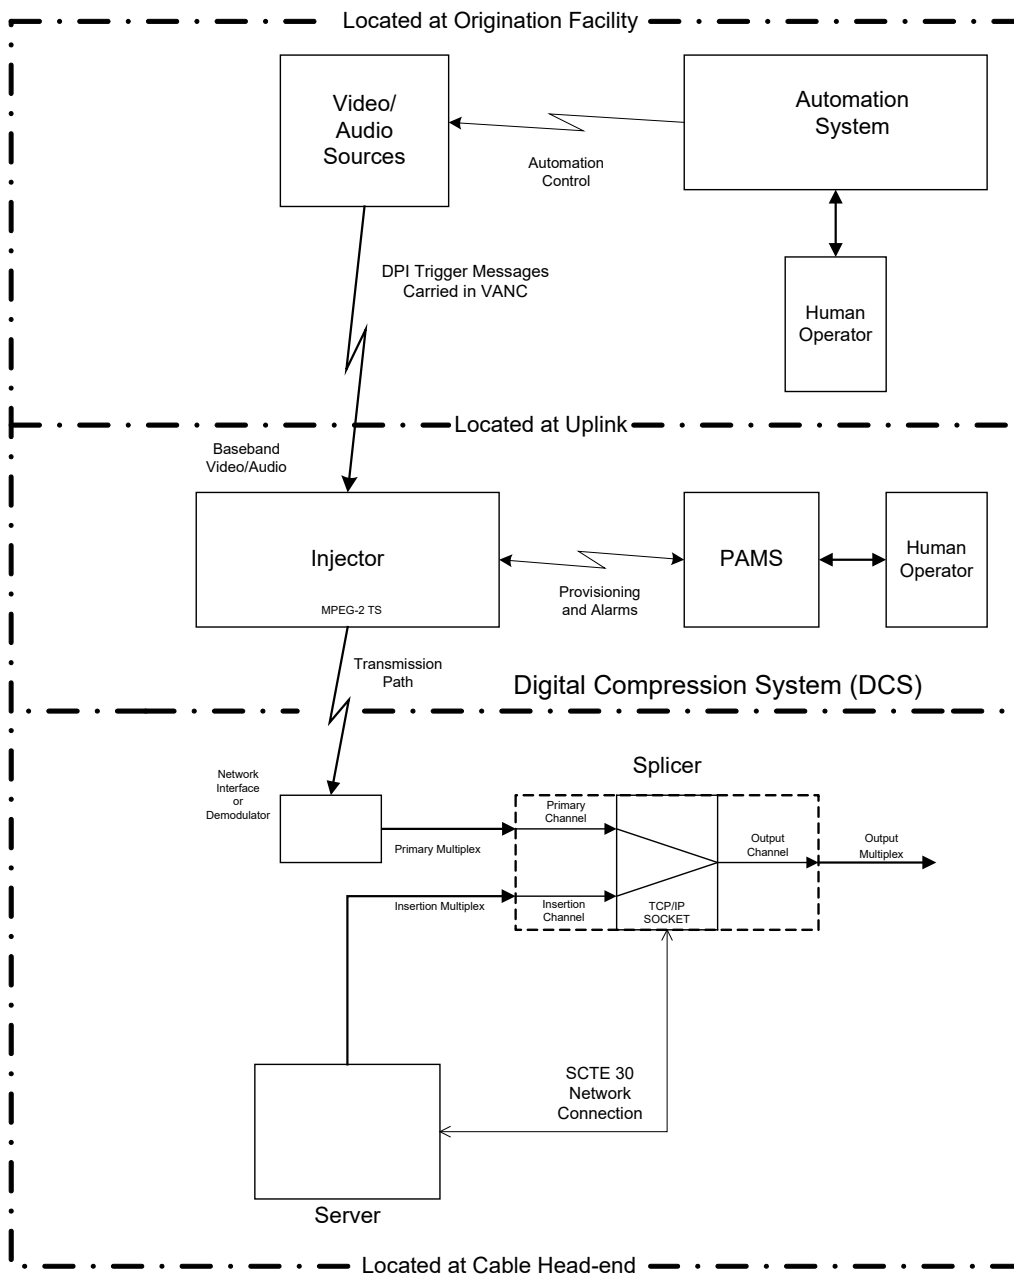 Located at Origination Facility
Video/
Audio
Sources
Automation
System
Automation
Control
DPI Trigger Messages
Carried in VANC
Human
Operator
Located at Uplink
Baseband
Video/Audio
Injector
MPEG-2 TS
Provisioning
and Alarms
PAMS
Human
Operator
Transmission
Path
Digital Compression System (DCS)
Splicer
Network
Interface
or
Demodulator
Primary Multiplex
Primary
Channel
Output
Channel
Output
Multiplex
Insertion Multiplex
Insertion
Channel
TCP/IP
SOCKET
SCTE 30
Network
Connection
Server
Located at Cable Head-end